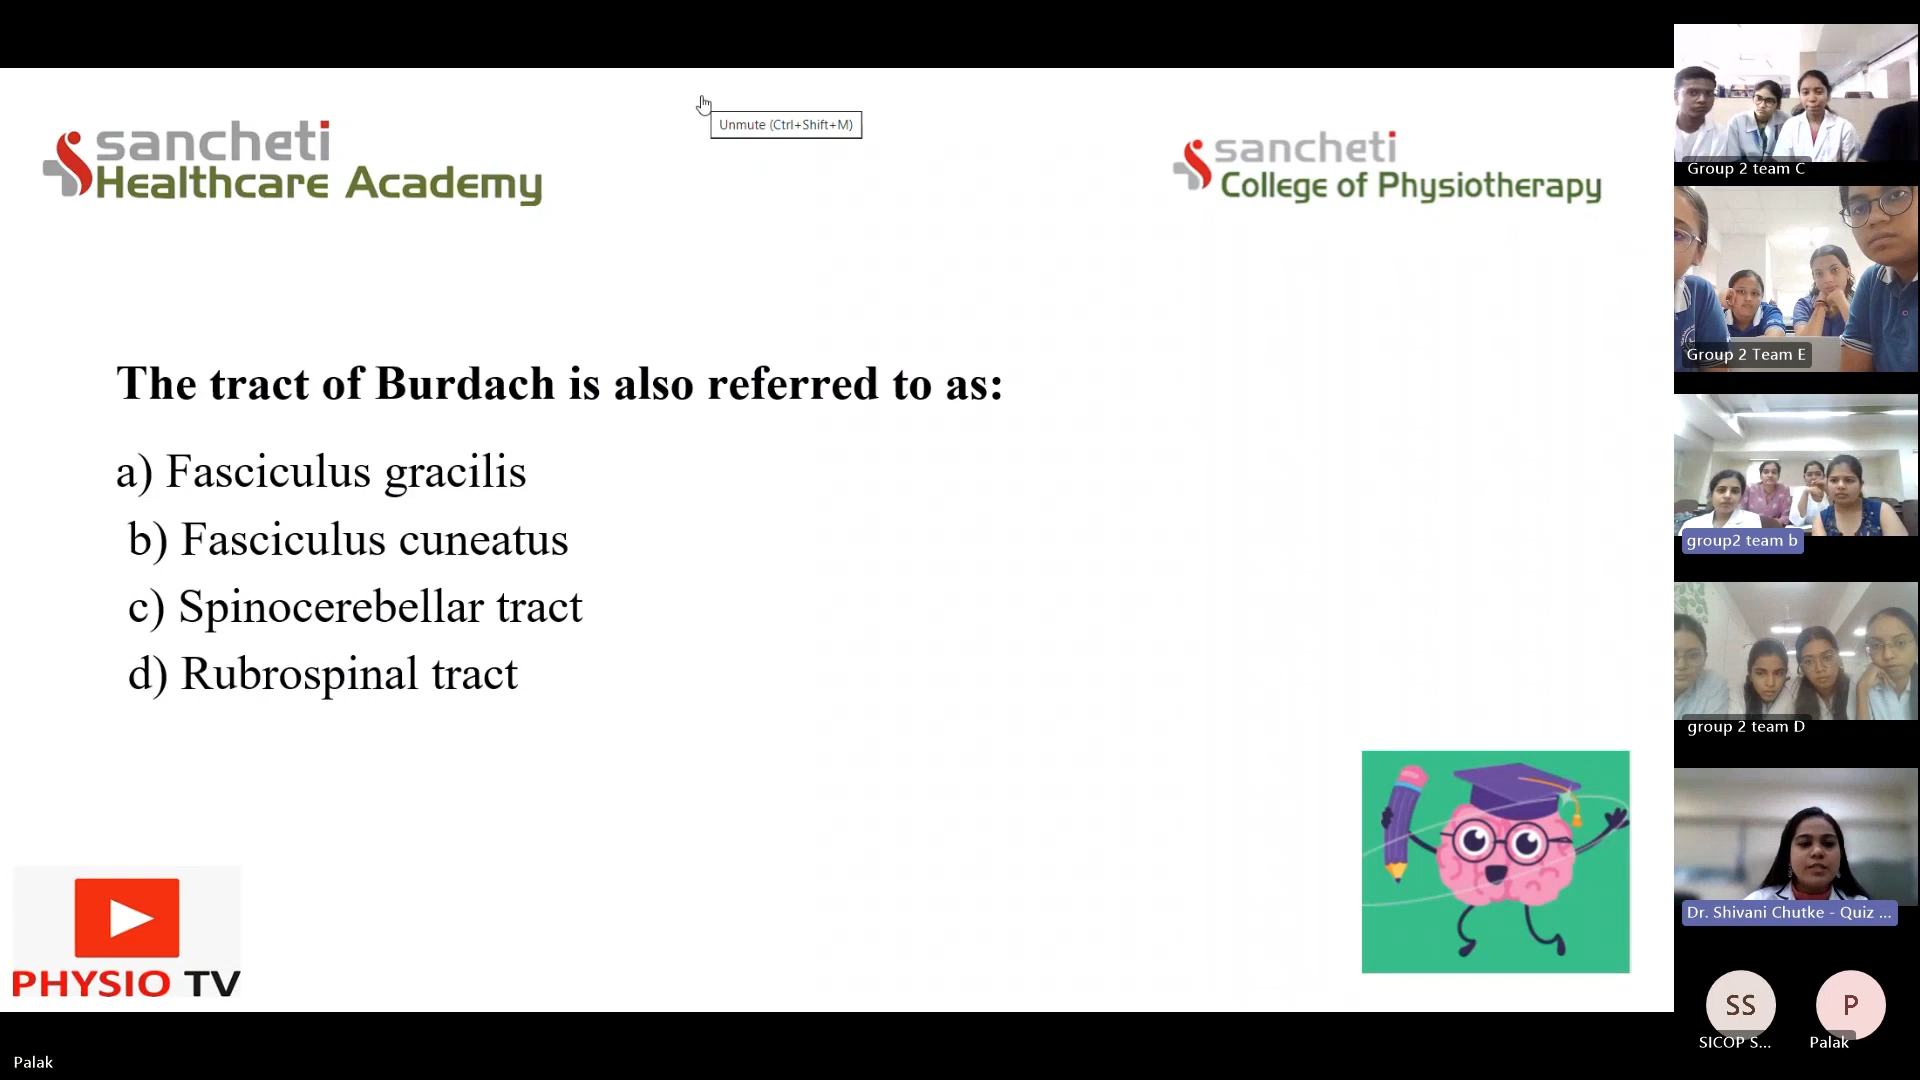 sancheti
Healthcare Academy
Unmute (Ctrl+Shift+M)
sancheti
College of Physiotherapy
The tract of Burdach is also referred to as:
a) Fasciculus gracilis
b) Fasciculus cuneatus
c) Spinocerebellar tract
d) Rubrospinal tract
PHYSIO TV
Palak
Group 2 team C
Group 2 Team E
group2 team b
group 2 team D
Dr. Shivani Chutke - Quiz ...
SS
SICOP S...
P
Palak